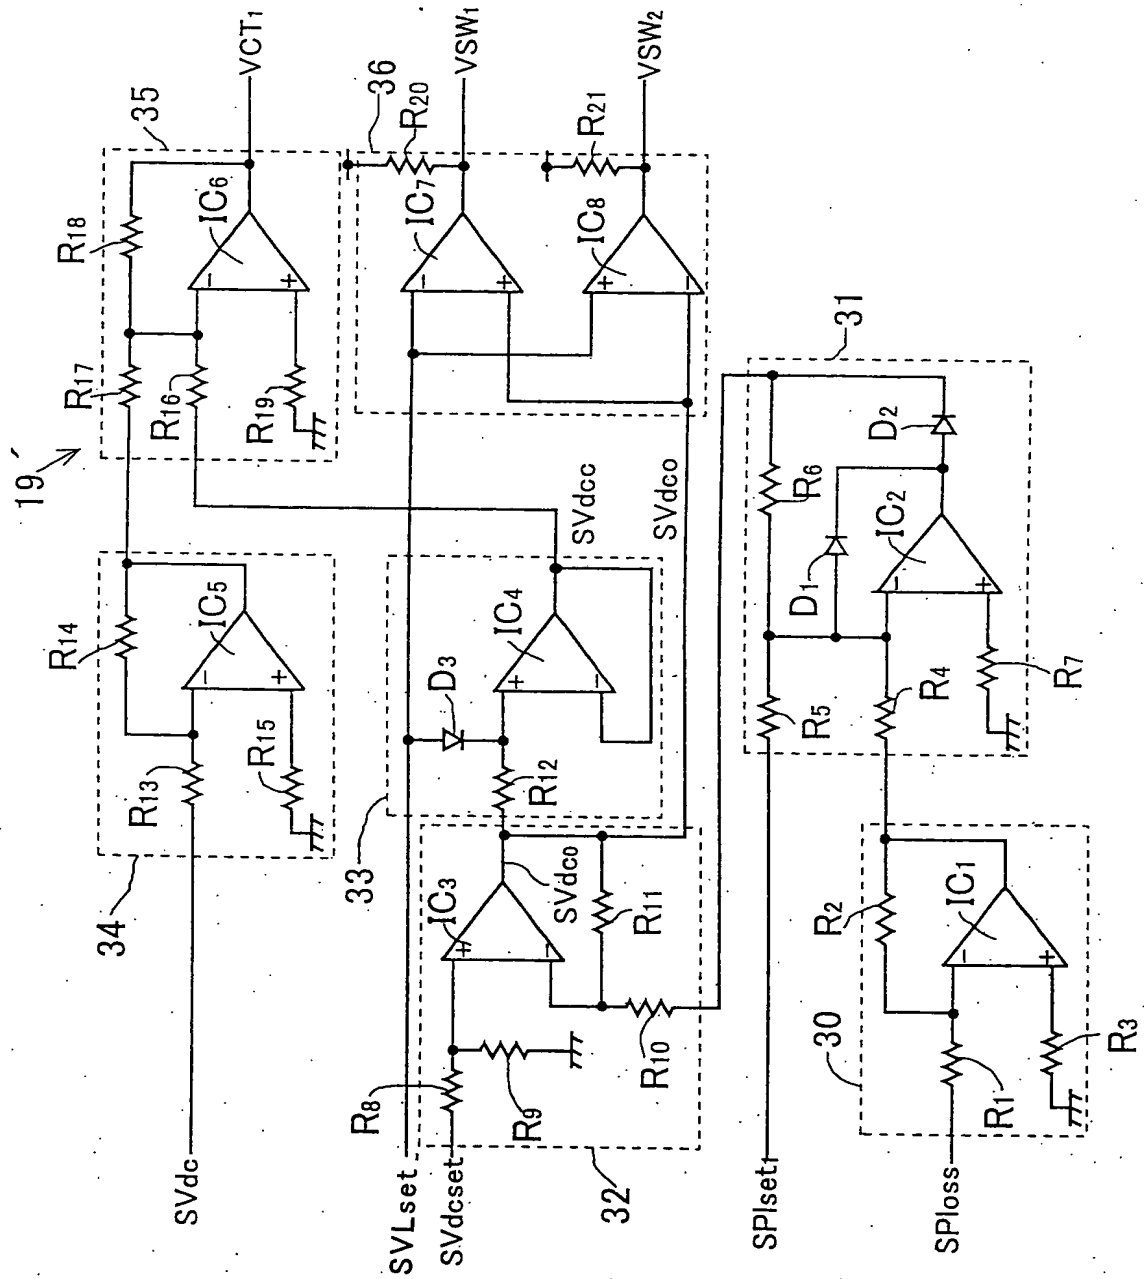 19′
34
R14
R13
IC5
R15
SVdc
35
R18
R17
IC6
R16
R19
VCT1
33
D3
IC4
R12
SVdcc
SVdco
36
R20
IC7
VSW1
R21
IC8
VSW2
32
IC3
SVdco
R8
R9
R10
R11
SVLset
SVdcset
31
R6
D1
D2
IC2
R5
R4
R7
SPlset1
30
R2
IC1
R1
R3
SPloss
− + − + − + − + + − + − − + − +